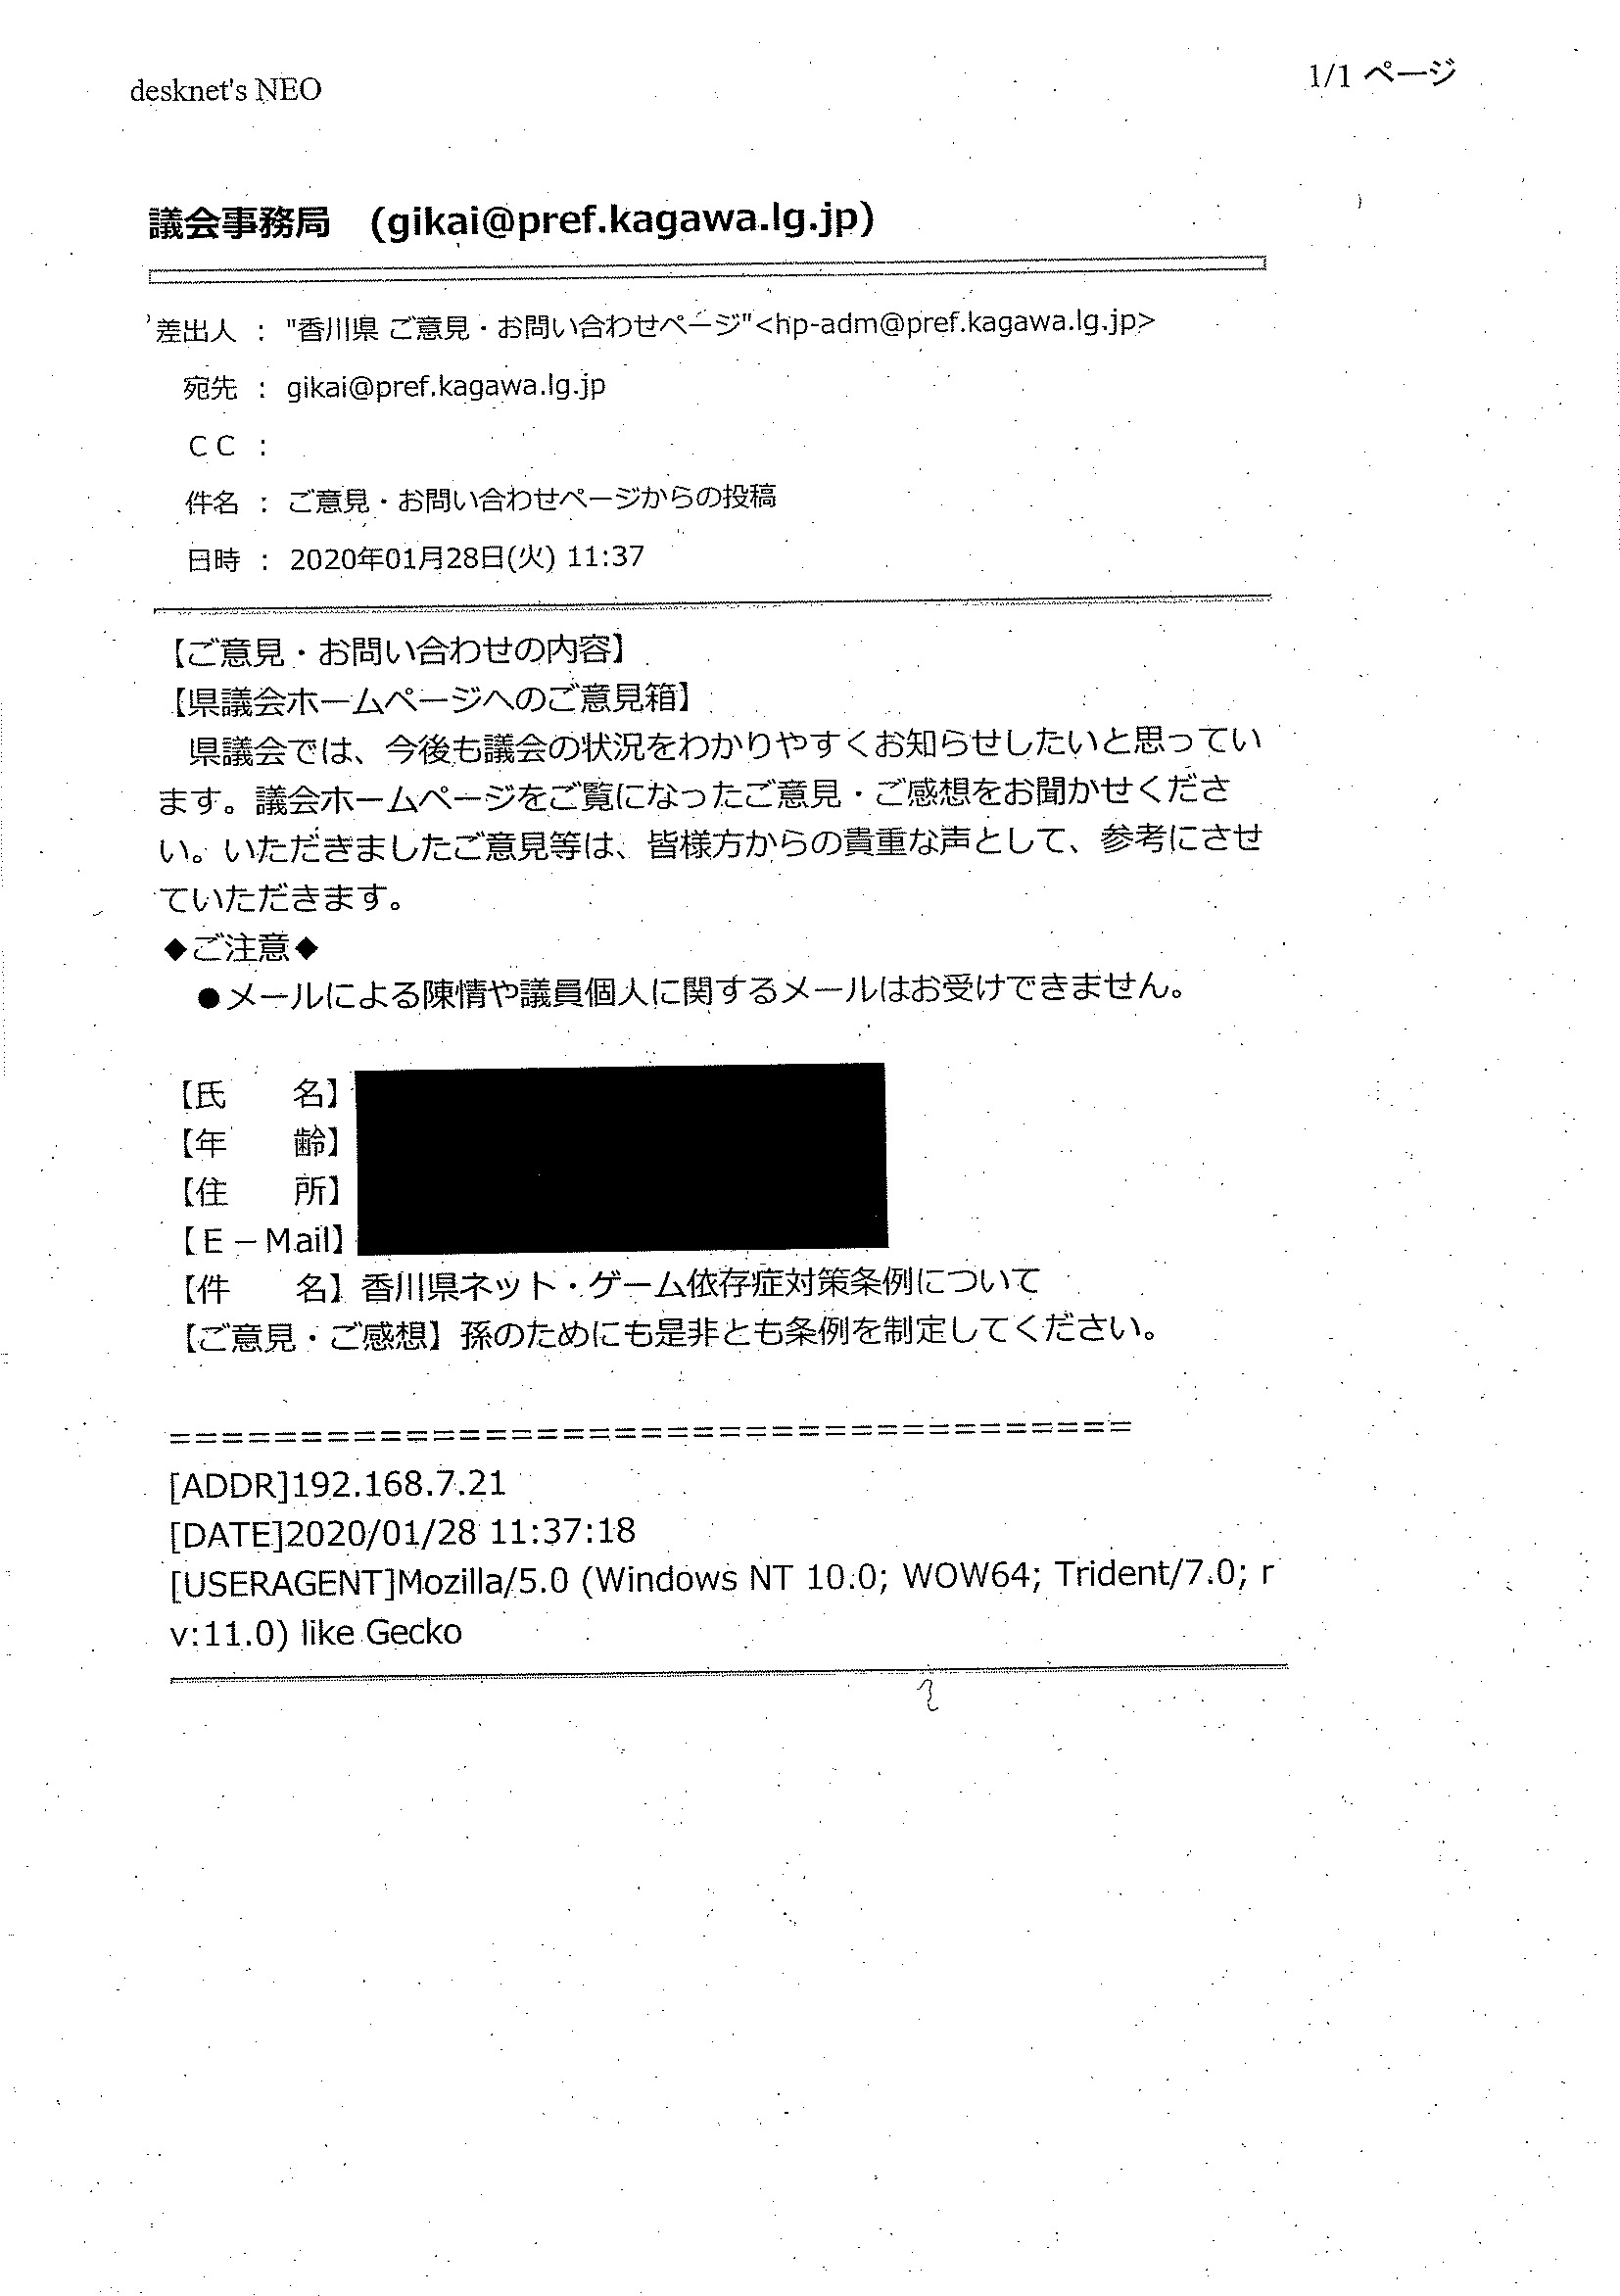 desknet's NEO
1/1 ページ
議会事務局 (gikai@pref.kagawa.lg.jp)
差出人 : "香川県 ご意見・お問い合わせページ"<hp-adm@pref.kagawa.lg.jp>
宛先 : gikai@pref.kagawa.lg.jp
CC :
件名 : ご意見・お問い合わせページからの投稿
日時 : 2020年01月28日(火) 11:37
【ご意見・お問い合わせの内容】
【県議会ホームページへのご意見箱】
県議会では、今後も議会の状況をわかりやすくお知らせしたいと思ってい
ます。議会ホームページをご覧になったご意見・ご感想をお聞かせくださ
い。いただきましたご意見等は、皆様方からの貴重な声として、参考にさせ
ていただきます。
◆ご注意◆
●メールによる陳情や議員個人に関するメールはお受けできません。
【氏　　名】
【年　　齢】
【住　　所】
【E－Mail】
【件　　名】香川県ネット・ゲーム依存症対策条例について
【ご意見・ご感想】孫のためにも是非とも条例を制定してください。
=====================================
[ADDR]192.168.7.21
[DATE]2020/01/28 11:37:18
[USERAGENT]Mozilla/5.0 (Windows NT 10.0; WOW64; Trident/7.0; r
v:11.0) like Gecko